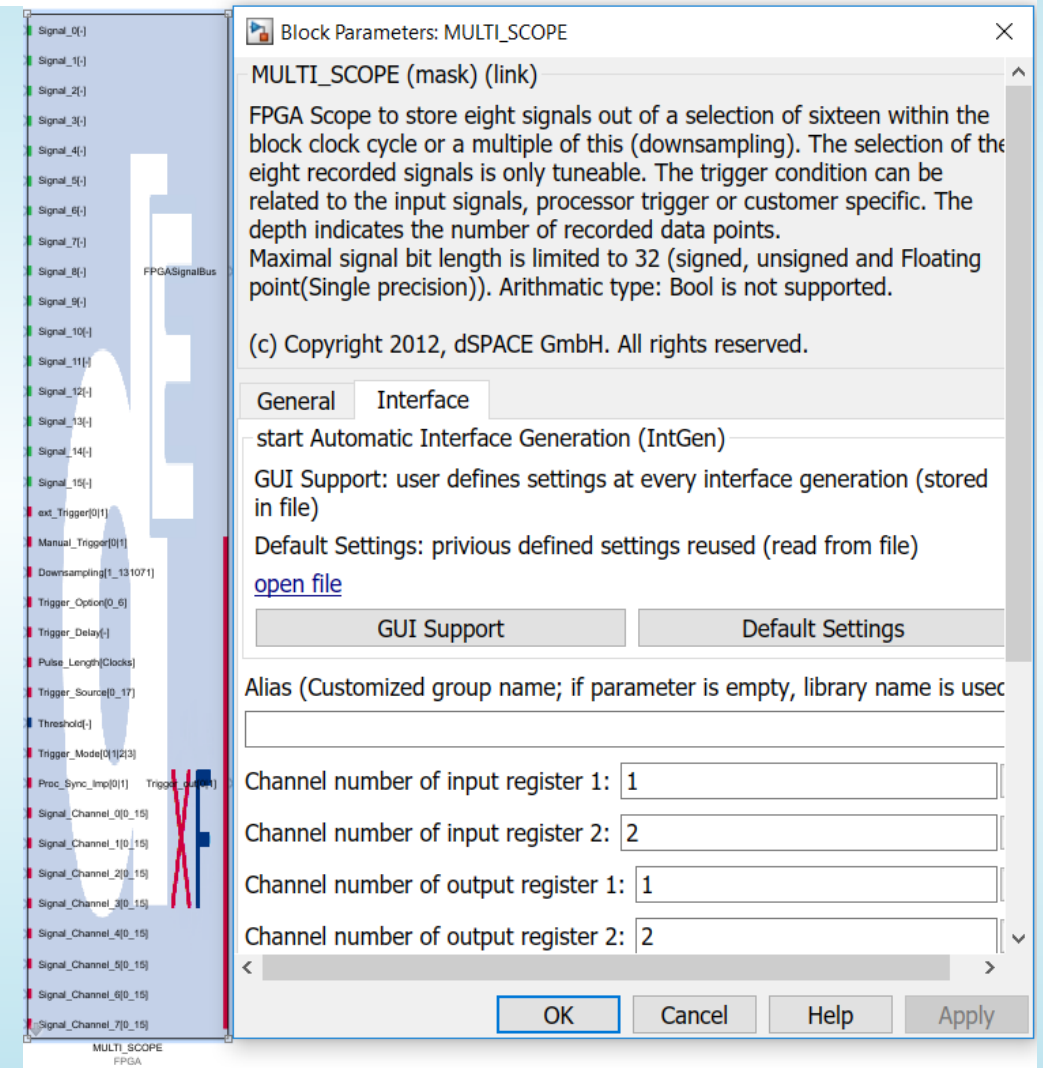 Signal_0[-]
Signal_1[-]
Signal_2[-]
Signal_3[-]
Signal_4[-]
Signal_5[-]
Signal_6[-]
Signal_7[-]
Signal_8[-]
FPGASignalBus
Signal_9[-]
Signal_10[-]
Signal_11[-]
Signal_12[-]
Signal_13[-]
Signal_14[-]
Signal_15[-]
ext_Trigger[0|1]
Manual_Trigger[0|1]
Downsampling[1_131071]
Trigger_Option[0_6]
Trigger_Delay[-]
Pulse_Length[Clocks]
Trigger_Source[0_17]
Threshold[-]
Trigger_Mode[0|1|2|3]
Proc_Sync_Imp[0|1]
Trigger_out[0|1]
Signal_Channel_0[0_15]
Signal_Channel_1[0_15]
Signal_Channel_2[0_15]
Signal_Channel_3[0_15]
Signal_Channel_4[0_15]
Signal_Channel_5[0_15]
Signal_Channel_6[0_15]
Signal_Channel_7[0_15]
MULTI_SCOPE
FPGA
Block Parameters: MULTI_SCOPE
MULTI_SCOPE (mask) (link)
FPGA Scope to store eight signals out of a selection of sixteen within the
block clock cycle or a multiple of this (downsampling). The selection of the
eight recorded signals is only tuneable. The trigger condition can be
related to the input signals, processor trigger or customer specific. The
depth indicates the number of recorded data points.
Maximal signal bit length is limited to 32 (signed, unsigned and Floating
point(Single precision)). Arithmatic type: Bool is not supported.
(c) Copyright 2012, dSPACE GmbH. All rights reserved.
General
Interface
start Automatic Interface Generation (IntGen)
GUI Support: user defines settings at every interface generation (stored
in file)
Default Settings: privious defined settings reused (read from file)
open file
GUI Support
Default Settings
Alias (Customized group name; if parameter is empty, library name is used
Channel number of input register 1: 1
Channel number of input register 2: 2
Channel number of output register 1: 1
Channel number of output register 2: 2
OK
Cancel
Help
Apply